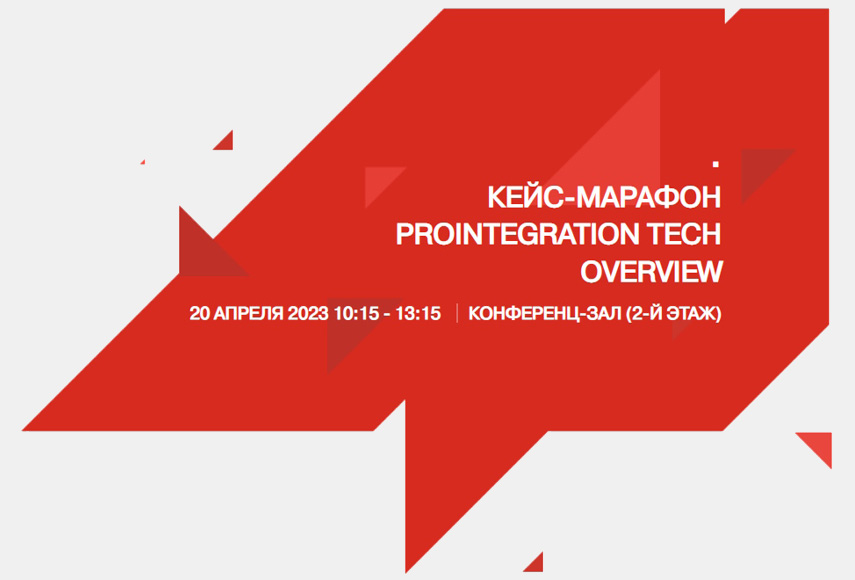 .
КЕЙС-МАРАФОН
PROINTEGRATION TECH
OVERVIEW
20 АПРЕЛЯ 2023 10:15 - 13:15 | КОНФЕРЕНЦ-ЗАЛ (2-Й ЭТАЖ)